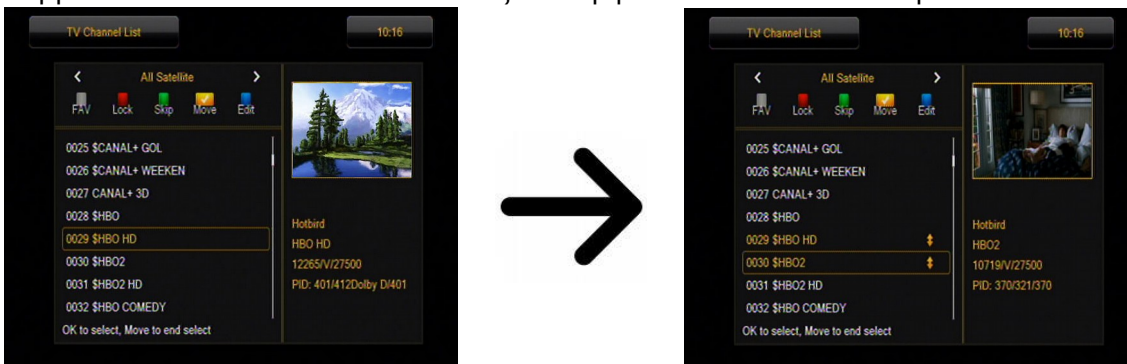 TV Channel List 10:16
All Satellite
FAV Lock Skip Move Edit
0025 $CANAL+ GOL
0026 $CANAL+ WEEKEN
0027 CANAL+ 3D
0028 $HBO
0029 $HBO HD
0030 $HBO2
0031 $HBO2 HD
0032 $HBO COMEDY
OK to select, Move to end select
Hotbird
HBO HD
12265/V/27500
PID: 401/412Dolby D/401
TV Channel List 10:16
All Satellite
FAV Lock Skip Move Edit
0025 $CANAL+ GOL
0026 $CANAL+ WEEKEN
0027 CANAL+ 3D
0028 $HBO
0029 $HBO HD
0030 $HBO2
0031 $HBO2 HD
0032 $HBO COMEDY
OK to select, Move to end select
Hotbird
HBO2
10719/V/27500
PID: 370/321/370